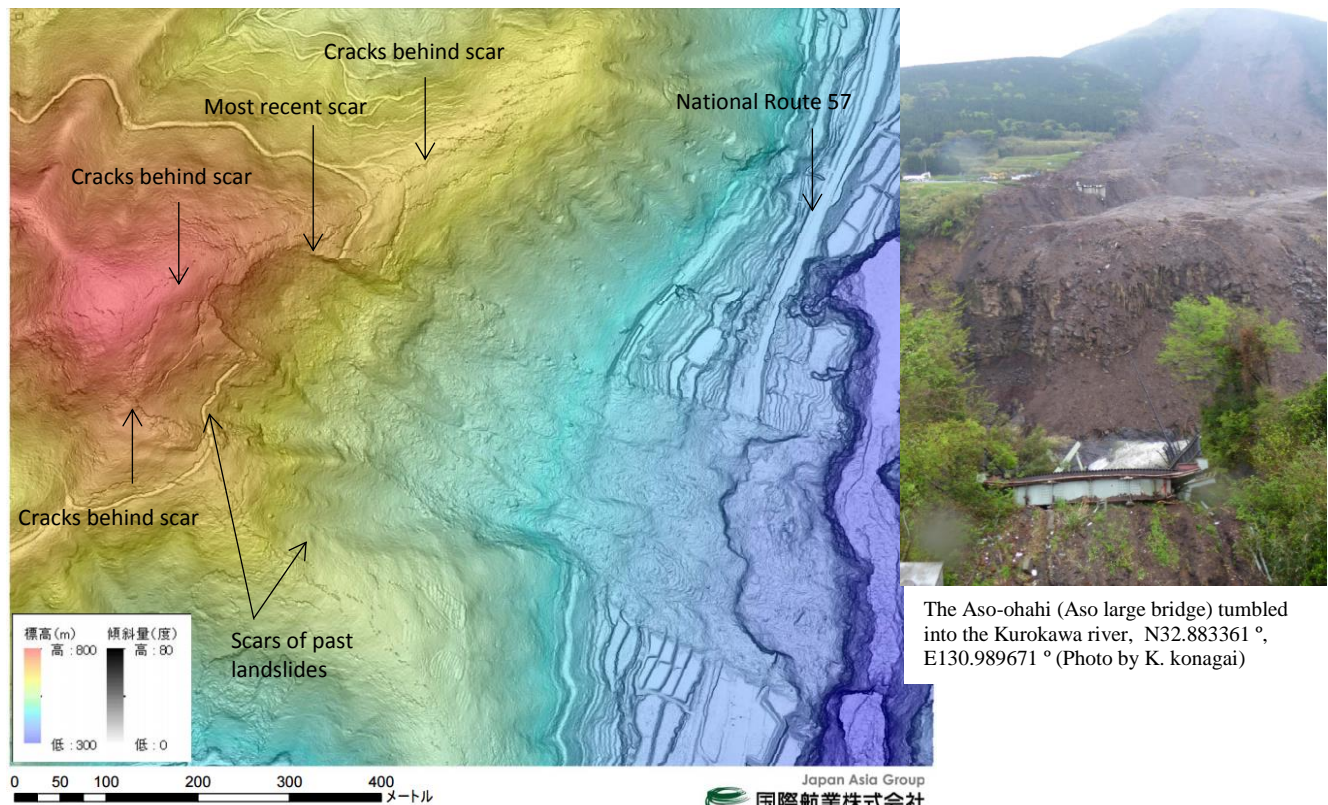 Cracks behind scar
Most recent scar
National Route 57
Cracks behind scar
Cracks behind scar
Scars of past
landslides
標高(m) 傾斜量(度)
高:800 高:80
低:300 低:0
0 50 100 200 300 400
メートル
Japan Asia Group
国際航業株式会社
The Aso-ohahi (Aso large bridge) tumbled
into the Kurokawa river, N32.883361 º,
E130.989671 º (Photo by K. konagai)